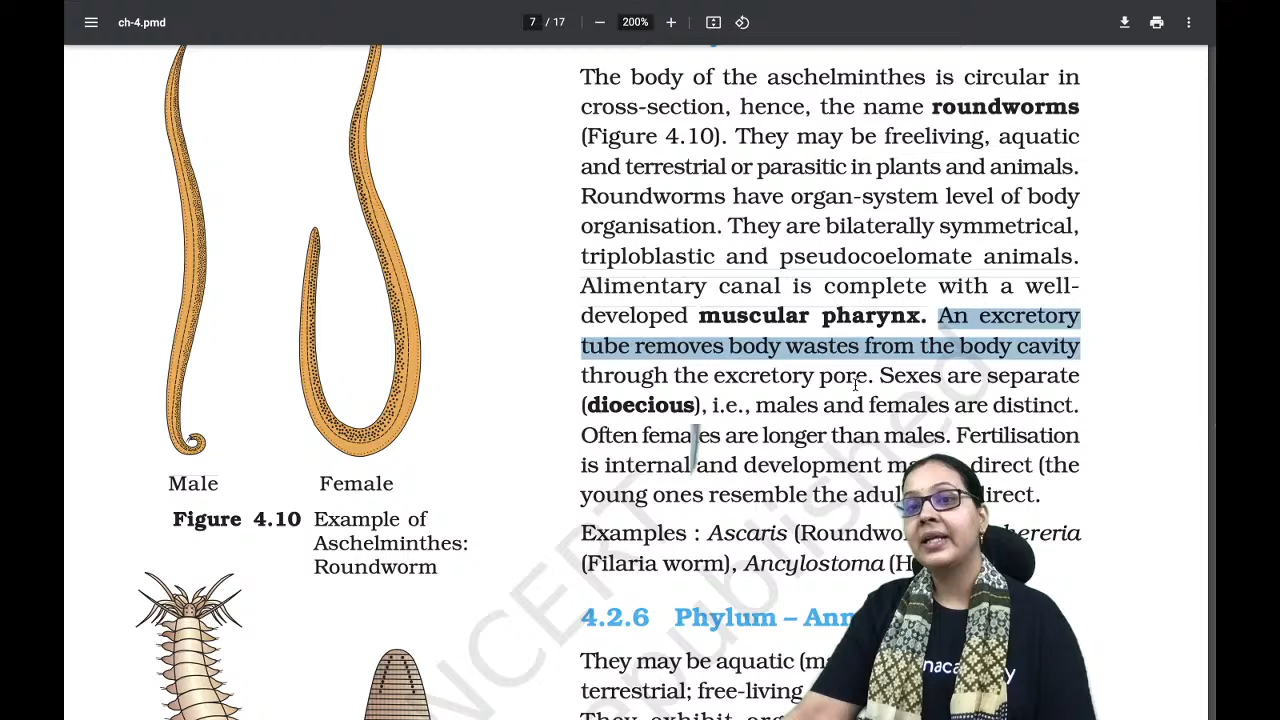 ch-4.pmd
7 / 17
200%
The body of the aschelminthes is circular in
cross-section, hence, the name roundworms
(Figure 4.10). They may be freeliving, aquatic
and terrestrial or parasitic in plants and animals.
Roundworms have organ-system level of body
organisation. They are bilaterally symmetrical,
triploblastic and pseudocoelomate animals.
Alimentary canal is complete with a well-
developed muscular pharynx. An excretory
tube removes body wastes from the body cavity
through the excretory pore. Sexes are separate
(dioecious), i.e., males and females are distinct.
Often females are longer than males. Fertilisation
is internal and development direct (the
young ones resemble the
Examples : Ascaris
(Filaria worm), Ancylostoma
Male
Female
Figure 4.10 Example of
Aschelminthes:
Roundworm
4.2.6 Phylum –
They may be aquatic
terrestrial; free-living
They exhibit
NCERT
published